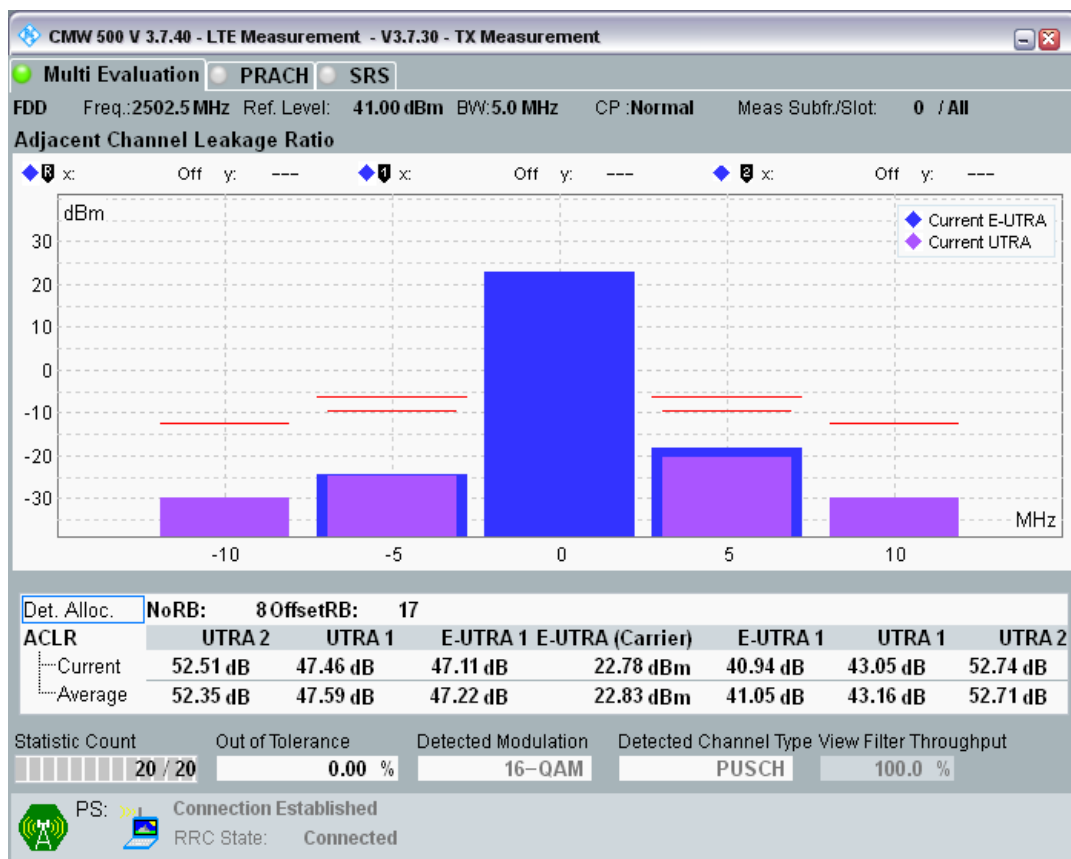 CMW 500 V 3.7.40 - LTE Measurement - V3.7.30 - TX Measurement
Multi Evaluation PRACH SRS
FDD Freq.:2502.5 MHz Ref. Level: 41.00 dBm BW:5.0 MHz CP :Normal Meas Subfr./Slot: 0 / All
Adjacent Channel Leakage Ratio
R x: Off y: --- 1 x: Off y: --- 2 x: Off y: ---
dBm
Current E-UTRA
Current UTRA
30
20
10
0
-10
-20
-30
MHz
-10 -5 0 5 10
Det. Alloc. NoRB: 8 OffsetRB: 17
ACLR UTRA 2 UTRA 1 E-UTRA 1 E-UTRA (Carrier) E-UTRA 1 UTRA 1 UTRA 2
Current 52.51 dB 47.46 dB 47.11 dB 22.78 dBm 40.94 dB 43.05 dB 52.74 dB
Average 52.35 dB 47.59 dB 47.22 dB 22.83 dBm 41.05 dB 43.16 dB 52.71 dB
Statistic Count Out of Tolerance Detected Modulation Detected Channel Type View Filter Throughput
20 / 20 0.00 % 16-QAM PUSCH 100.0 %
PS: Connection Established
RRC State: Connected